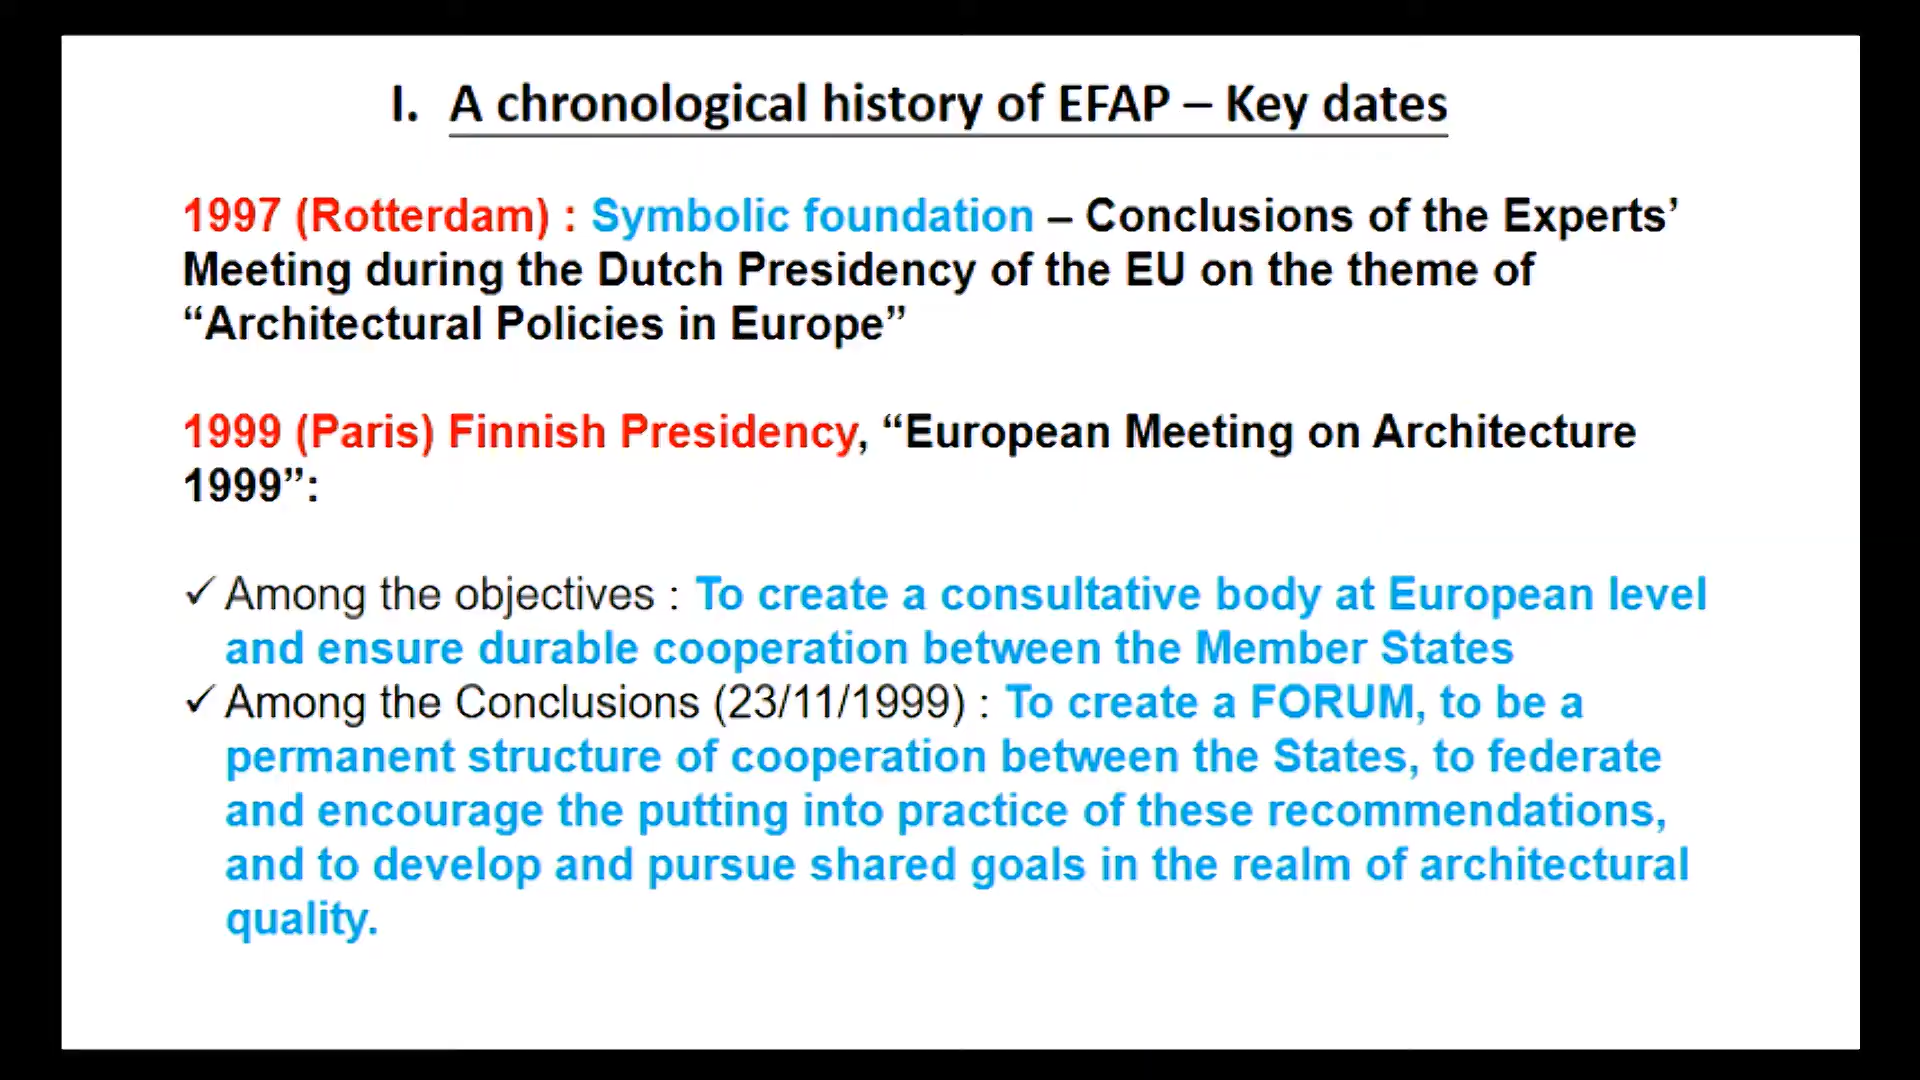 I. A chronological history of EFAP – Key dates
1997 (Rotterdam) : Symbolic foundation – Conclusions of the Experts’
Meeting during the Dutch Presidency of the EU on the theme of
“Architectural Policies in Europe”
1999 (Paris) Finnish Presidency, “European Meeting on Architecture
1999”:
✓ Among the objectives : To create a consultative body at European level
and ensure durable cooperation between the Member States
✓ Among the Conclusions (23/11/1999) : To create a FORUM, to be a
permanent structure of cooperation between the States, to federate
and encourage the putting into practice of these recommendations,
and to develop and pursue shared goals in the realm of architectural
quality.